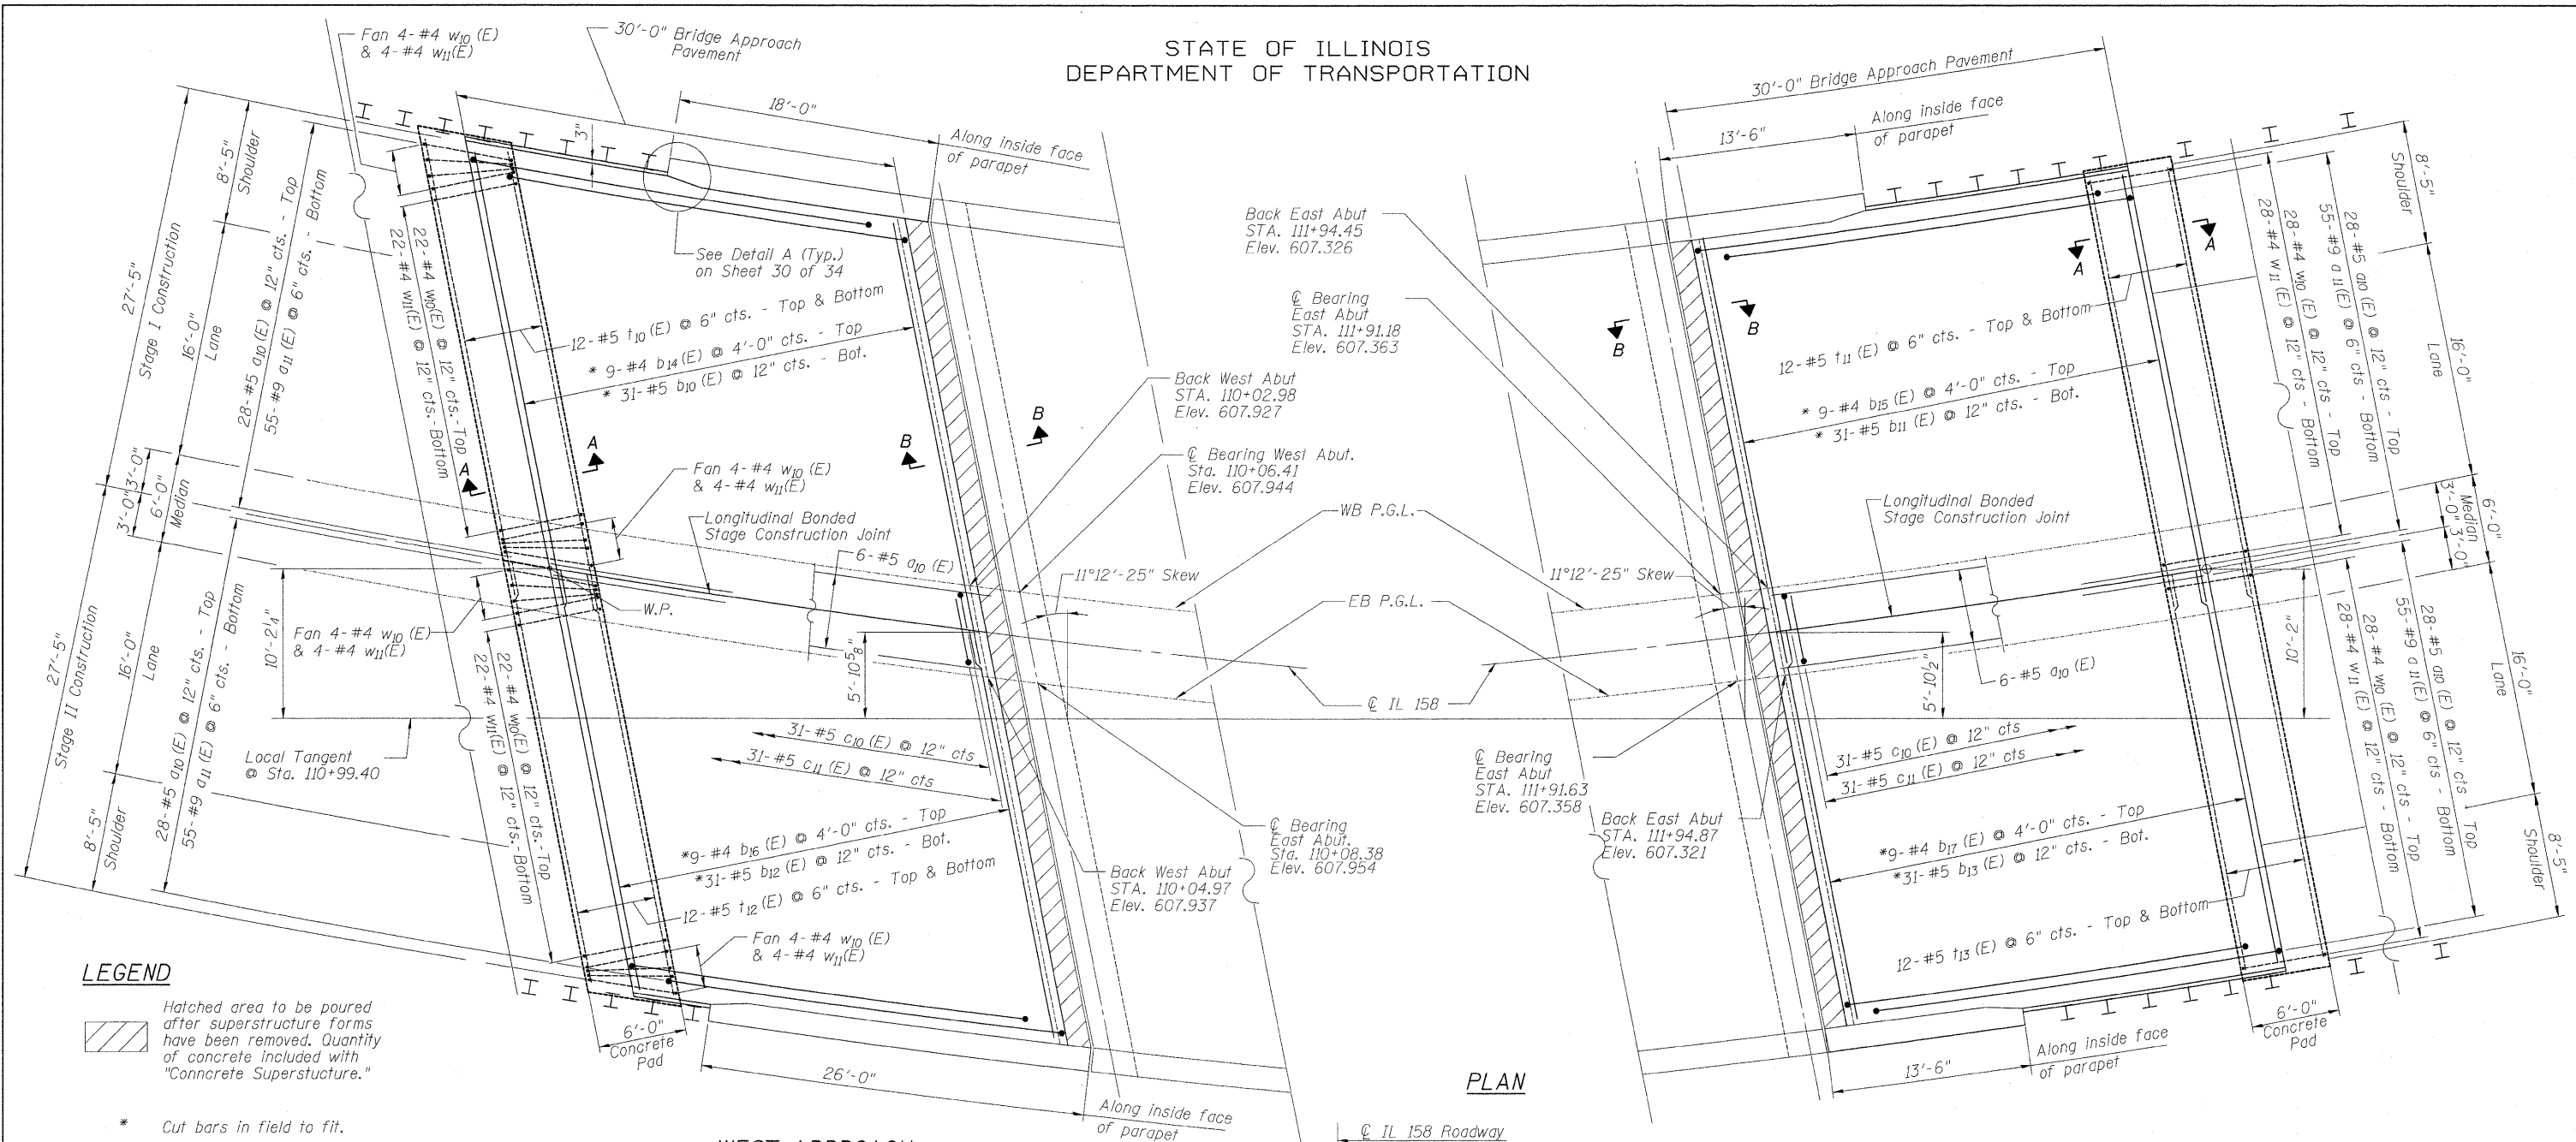 STATE OF ILLINOIS
DEPARTMENT OF TRANSPORTATION
Fan 4-#4 w10 (E)
& 4-#4 w11(E)
30'-0" Bridge Approach
Pavement
18'-0"
3"
Along inside face
of parapet
See Detail A (Typ.)
on Sheet 30 of 34
27'-5"
Stage I Construction
8'-5"
Shoulder
16'-0"
Lane
28-#5 a10 (E) @ 12" cts. - Top
55-#9 a11 (E) @ 6" cts. - Bottom
22-#4 w10(E) @ 12" cts.-Top
22-#4 w11(E) @ 12" cts.-Bottom
12-#5 t10 (E) @ 6" cts. - Top & Bottom
* 9-#4 b14 (E) @ 4'-0" cts. - Top
* 31-#5 b10 (E) @ 12" cts. - Bot.
A
A
B
B
3'-0"
3'-0"
6'-0"
Median
Fan 4-#4 w10 (E)
& 4-#4 w11(E)
Longitudinal Bonded
Stage Construction Joint
6-#5 a10 (E)
W.P.
Back West Abut
STA. 110+02.98
Elev. 607.927
℄ Bearing West Abut.
Sta. 110+06.41
Elev. 607.944
11°12'-25" Skew
WB P.G.L.
EB P.G.L.
℄ IL 158
27'-5"
Stage II Construction
16'-0"
Lane
8'-5"
Shoulder
10'-2¼"
Fan 4-#4 w10 (E)
& 4-#4 w11(E)
5'-10⅝"
Local Tangent
@ Sta. 110+99.40
28-#5 a10 (E) @ 12" cts. - Top
55-#9 a11 (E) @ 6" cts. - Bottom
22-#4 w10(E) @ 12" cts.-Top
22-#4 w11(E) @ 12" cts.-Bottom
31-#5 c10 (E) @ 12" cts
31-#5 c11 (E) @ 12" cts
*9-#4 b16 (E) @ 4'-0" cts. - Top
*31-#5 b12 (E) @ 12" cts. - Bot.
12-#5 t12 (E) @ 6" cts. - Top & Bottom
Fan 4-#4 w10 (E)
& 4-#4 w11(E)
Back West Abut
STA. 110+04.97
Elev. 607.937
℄ Bearing
East Abut.
Sta. 110+08.38
Elev. 607.954
6'-0"
Concrete
Pad
26'-0"
Along inside face
of parapet
LEGEND
Hatched area to be poured
after superstructure forms
have been removed. Quantity
of concrete included with
"Conncrete Superstucture."
* Cut bars in field to fit.
WEST APPROACH
PLAN
℄ IL 158 Roadway
30'-0" Bridge Approach Pavement
13'-6"
Along inside face
of parapet
Back East Abut
STA. 111+94.45
Elev. 607.326
℄ Bearing
East Abut
STA. 111+91.18
Elev. 607.363
B
B
A
A
12-#5 t11 (E) @ 6" cts. - Top & Bottom
* 9-#4 b15 (E) @ 4'-0" cts. - Top
* 31-#5 b11 (E) @ 12" cts. - Bot.
28-#4 w11 (E) @ 12" cts - Bottom
28-#4 w10 (E) @ 12" cts - Top
55-#9 a11(E) @ 6" cts. - Bottom
28-#5 a10 (E) @ 12" cts. - Top
8'-5"
Shoulder
16'-0"
Lane
3'-0"
3'-0"
Median
6'-0"
Longitudinal Bonded
Stage Construction Joint
11°12'-25" Skew
6-#5 a10 (E)
5'-10½"
10'-2"
31-#5 c10 (E) @ 12" cts
31-#5 c11 (E) @ 12" cts
℄ Bearing
East Abut
STA. 111+91.63
Elev. 607.358
Back East Abut
STA. 111+94.87
Elev. 607.321
*9-#4 b17 (E) @ 4'-0" cts. - Top
*31-#5 b13 (E) @ 12" cts. - Bot.
12-#5 t13 (E) @ 6" cts. - Top & Bottom
28-#4 w11 (E) @ 12" cts - Bottom
28-#4 w10 (E) @ 12" cts - Top
55-#9 a11(E) @ 6" cts - Bottom
28-#5 a10 (E) @ 12" cts - Top
16'-0"
Lane
8'-5"
Shoulder
13'-6"
Along inside face
of parapet
6'-0"
Concrete
Pad